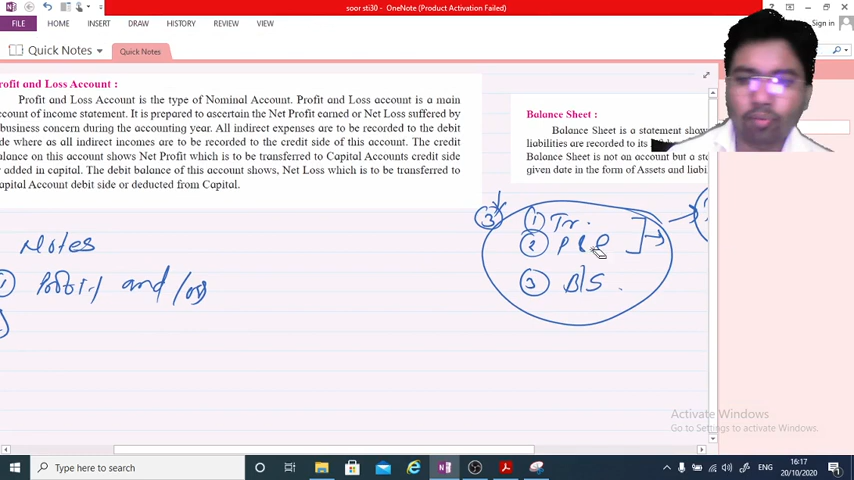 soor sti30 - OneNote (Product Activation Failed)
FILE HOME INSERT DRAW HISTORY REVIEW VIEW
Sign in
Quick Notes Quick Notes
rofit and Loss Account :
Profit and Loss Account is the type of Nominal Account. Profit and Loss account is a main
ccount of income statement. It is prepared to ascertain the Net Profit earned or Net Loss suffered by
business concern during the accounting year. All indirect expenses are to be recorded to the debit
de where as all indirect incomes are to be recorded to the credit side of this account. The credit
alance on this account shows Net Profit which is to be transferred to Capital Accounts credit side
r added in capital. The debit balance of this account shows, Net Loss which is to be transferred to
apital Account debit side or deducted from Capital.
Balance Sheet :
Balance Sheet is a statement show
liabilities are recorded to its
Balance Sheet is not an account but a st
given date in the form of Assets and liabi
3
1 Tr.
2 P & L
3 B/S
Notes
1 Profit and
Activate Windows
Go to Settings to activate Windows.
Type here to search
ENG
16:17
20/10/2020